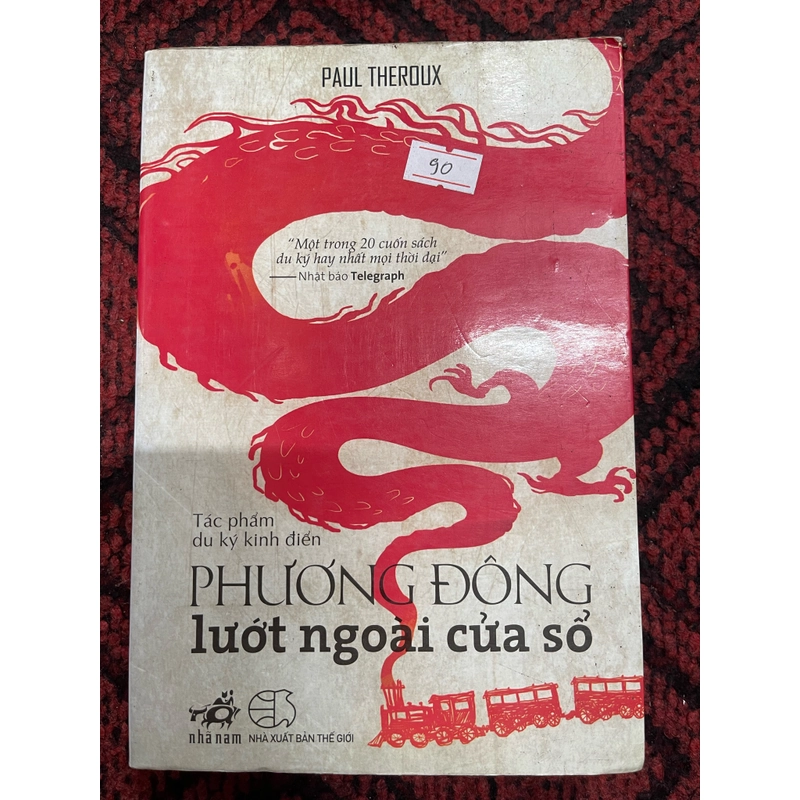 PAUL THEROUX
90
“Một trong 20 cuốn sách
du ký hay nhất mọi thời đại”
Nhật báo Telegraph
Tác phẩm
du ký kinh điển
PHƯƠNG ĐÔNG
lướt ngoài cửa sổ
nhã nam
NHÀ XUẤT BẢN THẾ GIỚI